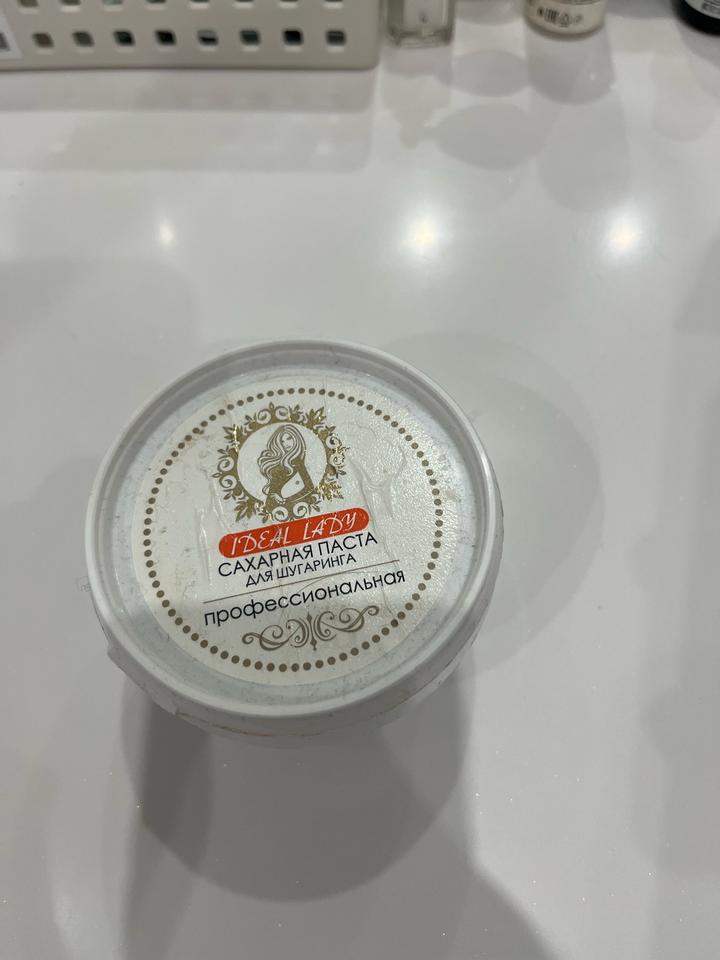 IDEAL LADY
САХАРНАЯ ПАСТА
ДЛЯ ШУГАРИНГА
профессиональная